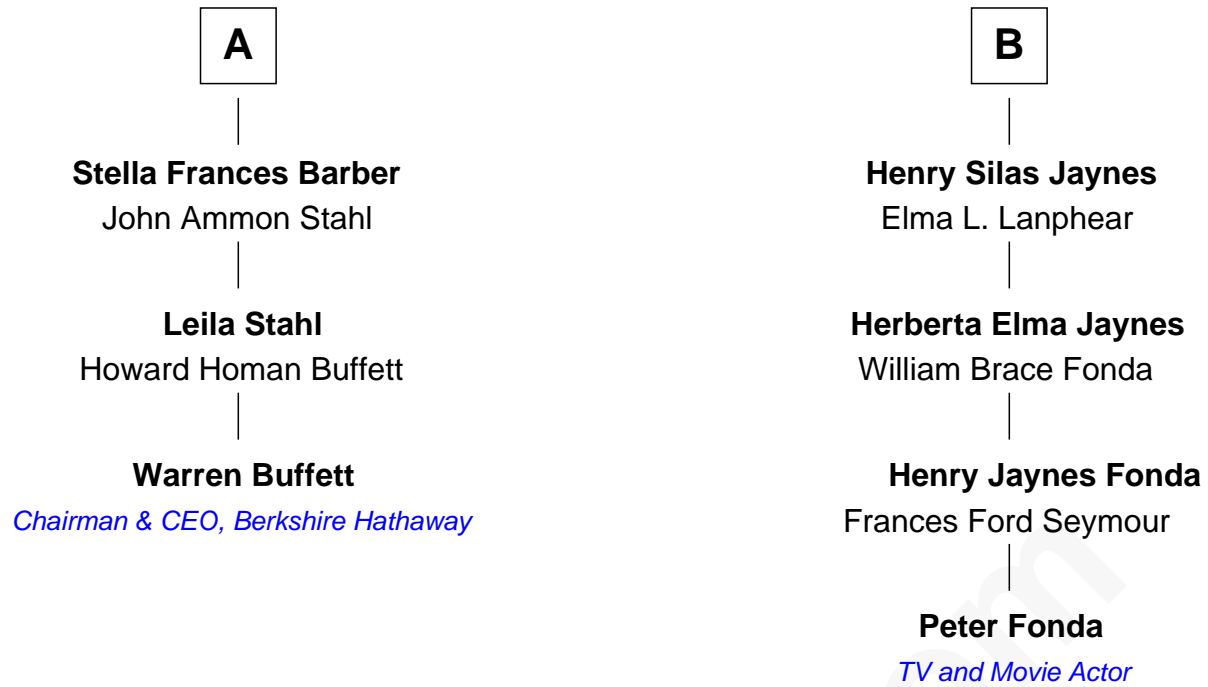 A
Stella Frances Barber
John Ammon Stahl
Leila Stahl
Howard Homan Buffett
Warren Buffett
Chairman & CEO, Berkshire Hathaway
B
Henry Silas Jaynes
Elma L. Lanphear
Herberta Elma Jaynes
William Brace Fonda
Henry Jaynes Fonda
Frances Ford Seymour
Peter Fonda
TV and Movie Actor